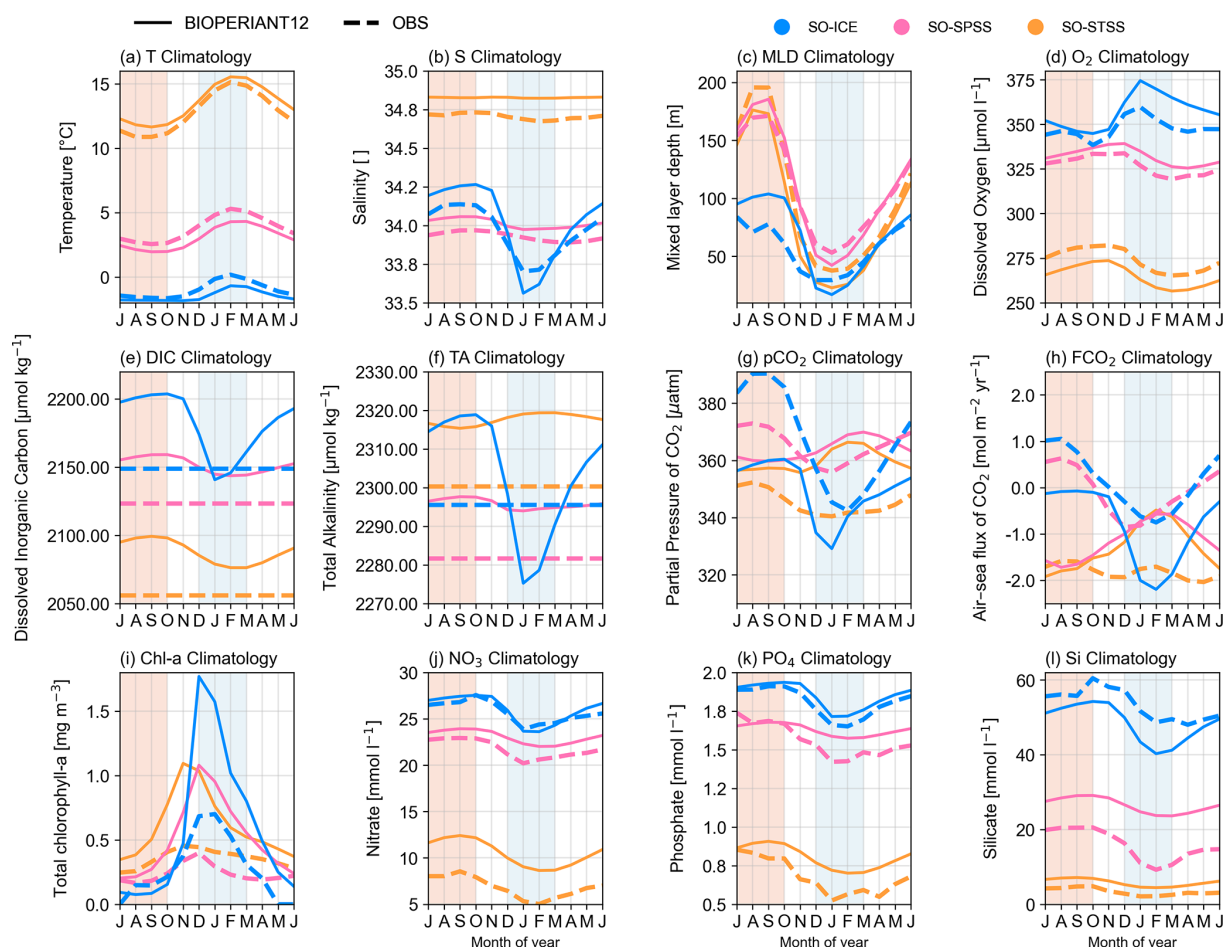 BIOPERIANT12 OBS SO-ICE SO-SPSS SO-STSS
(a) T Climatology
Temperature [°C]
15
10
5
0
J A S O N D J F M A M J
(b) S Climatology
Salinity [ ]
35.0
34.8
34.5
34.2
34.0
33.8
33.5
J A S O N D J F M A M J
(c) MLD Climatology
Mixed layer depth [m]
200
150
100
50
J A S O N D J F M A M J
(d) O₂ Climatology
Dissolved Oxygen [μmol l⁻¹]
375
350
325
300
275
250
J A S O N D J F M A M J
(e) DIC Climatology
Dissolved Inorganic Carbon [μmol kg⁻¹]
2200.00
2150.00
2100.00
2050.00
J A S O N D J F M A M J
(f) TA Climatology
Total Alkalinity [μmol kg⁻¹]
2330.00
2320.00
2310.00
2300.00
2290.00
2280.00
2270.00
J A S O N D J F M A M J
(g) pCO₂ Climatology
Partial Pressure of CO₂ [μatm]
380
360
340
320
J A S O N D J F M A M J
(h) FCO₂ Climatology
Air-sea flux of CO₂ [mol m⁻² yr⁻¹]
2.0
1.0
0.0
-1.0
-2.0
J A S O N D J F M A M J
(i) Chl-a Climatology
Total chlorophyll-a [mg m⁻³]
1.5
1.0
0.5
0.0
J A S O N D J F M A M J
(j) NO₃ Climatology
Nitrate [mmol l⁻¹]
30
25
20
15
10
5
J A S O N D J F M A M J
Month of year
(k) PO₄ Climatology
Phosphate [mmol l⁻¹]
2.0
1.8
1.5
1.2
1.0
0.8
0.5
J A S O N D J F M A M J
Month of year
(l) Si Climatology
Silicate [mmol l⁻¹]
60
40
20
0
J A S O N D J F M A M J
Month of year